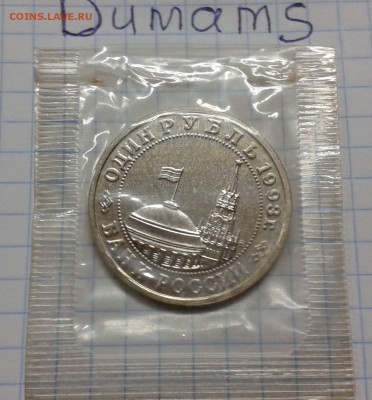 COINS.LAVE.RU
Dumams
ОДИН РУБЛЬ 1993 г.
БАНК РОССИИ